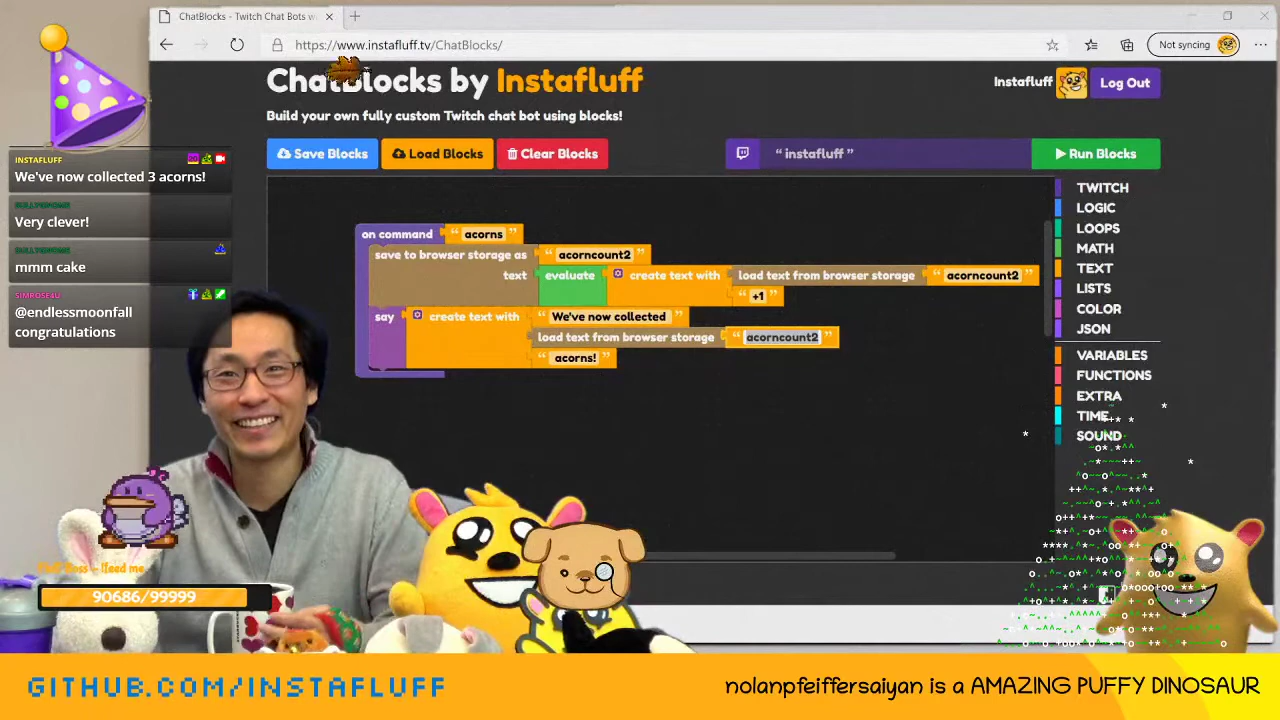 ChatBlocks - Twitch Chat Bots w
https://www.instafluff.tv/ChatBlocks/
Not syncing
ChatBlocks by Instafluff
Instafluff
Log Out
Build your own fully custom Twitch chat bot using blocks!
Save Blocks
Load Blocks
Clear Blocks
“ instafluff ”
Run Blocks
INSTAFLUFF
We've now collected 3 acorns!
BULLYGNOME
Very clever!
BULLYGNOME
mmm cake
SIMROSE4U
@endlessmoonfall
congratulations
on command “ acorns ”
save to browser storage as “ acorncount2 ”
text evaluate create text with load text from browser storage “ acorncount2 ”
“ +1 ”
say create text with “ We've now collected ”
load text from browser storage “ acorncount2 ”
“ acorns! ”
TWITCH
LOGIC
LOOPS
MATH
TEXT
LISTS
COLOR
JSON
VARIABLES
FUNCTIONS
EXTRA
TIME
SOUND
90686/99999
GITHUB.COM/INSTAFLUFF
nolanpfeiffersaiyan is a AMAZING PUFFY DINOSAUR